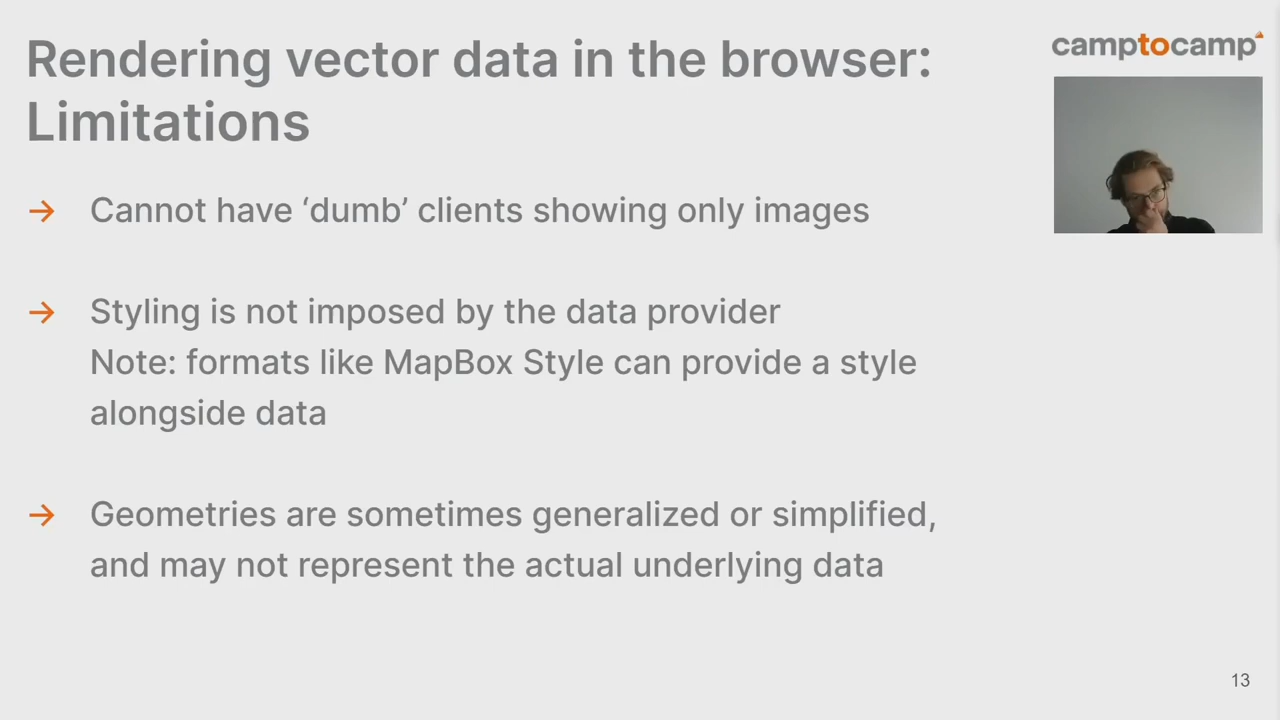 Rendering vector data in the browser:
Limitations
camptocamp
→ Cannot have ‘dumb’ clients showing only images
→ Styling is not imposed by the data provider
Note: formats like MapBox Style can provide a style
alongside data
→ Geometries are sometimes generalized or simplified,
and may not represent the actual underlying data
13